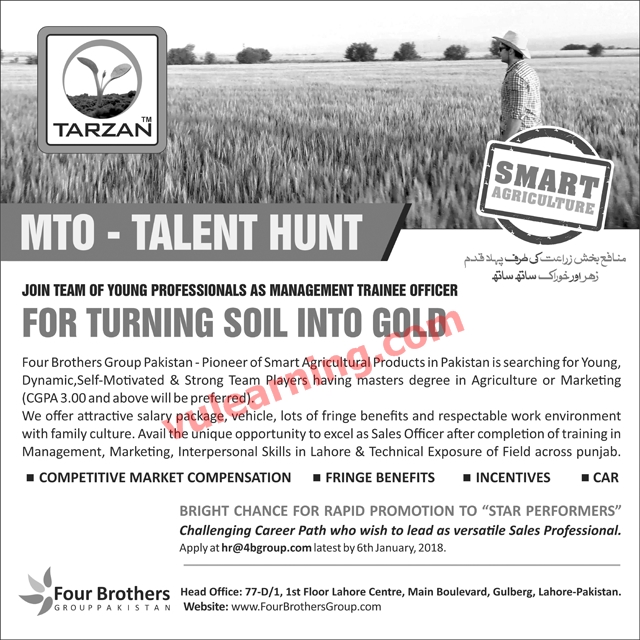 TARZAN™
SMART
AGRICULTURE
MTO - TALENT HUNT
منافع بخش زراعت کی طرف پہلا قدم
زھر اور خوراک ساتھ ساتھ
JOIN TEAM OF YOUNG PROFESSIONALS AS MANAGEMENT TRAINEE OFFICER
FOR TURNING SOIL INTO GOLD
Four Brothers Group Pakistan - Pioneer of Smart Agricultural Products in Pakistan is searching for Young,
Dynamic,Self-Motivated & Strong Team Players having masters degree in Agriculture or Marketing
(CGPA 3.00 and above will be preferred).
We offer attractive salary package, vehicle, lots of fringe benefits and respectable work environment
with family culture. Avail the unique opportunity to excel as Sales Officer after completion of training in
Management, Marketing, Interpersonal Skills in Lahore & Technical Exposure of Field across punjab.
■ COMPETITIVE MARKET COMPENSATION ■ FRINGE BENEFITS ■ INCENTIVES ■ CAR
BRIGHT CHANCE FOR RAPID PROMOTION TO “STAR PERFORMERS”
Challenging Career Path who wish to lead as versatile Sales Professional.
Apply at hr@4bgroup.com latest by 6th January, 2018.
Four Brothers
GROUP PAKISTAN
Head Office: 77-D/1, 1st Floor Lahore Centre, Main Boulevard, Gulberg, Lahore-Pakistan.
Website: www.FourBrothersGroup.com
vulearning.com